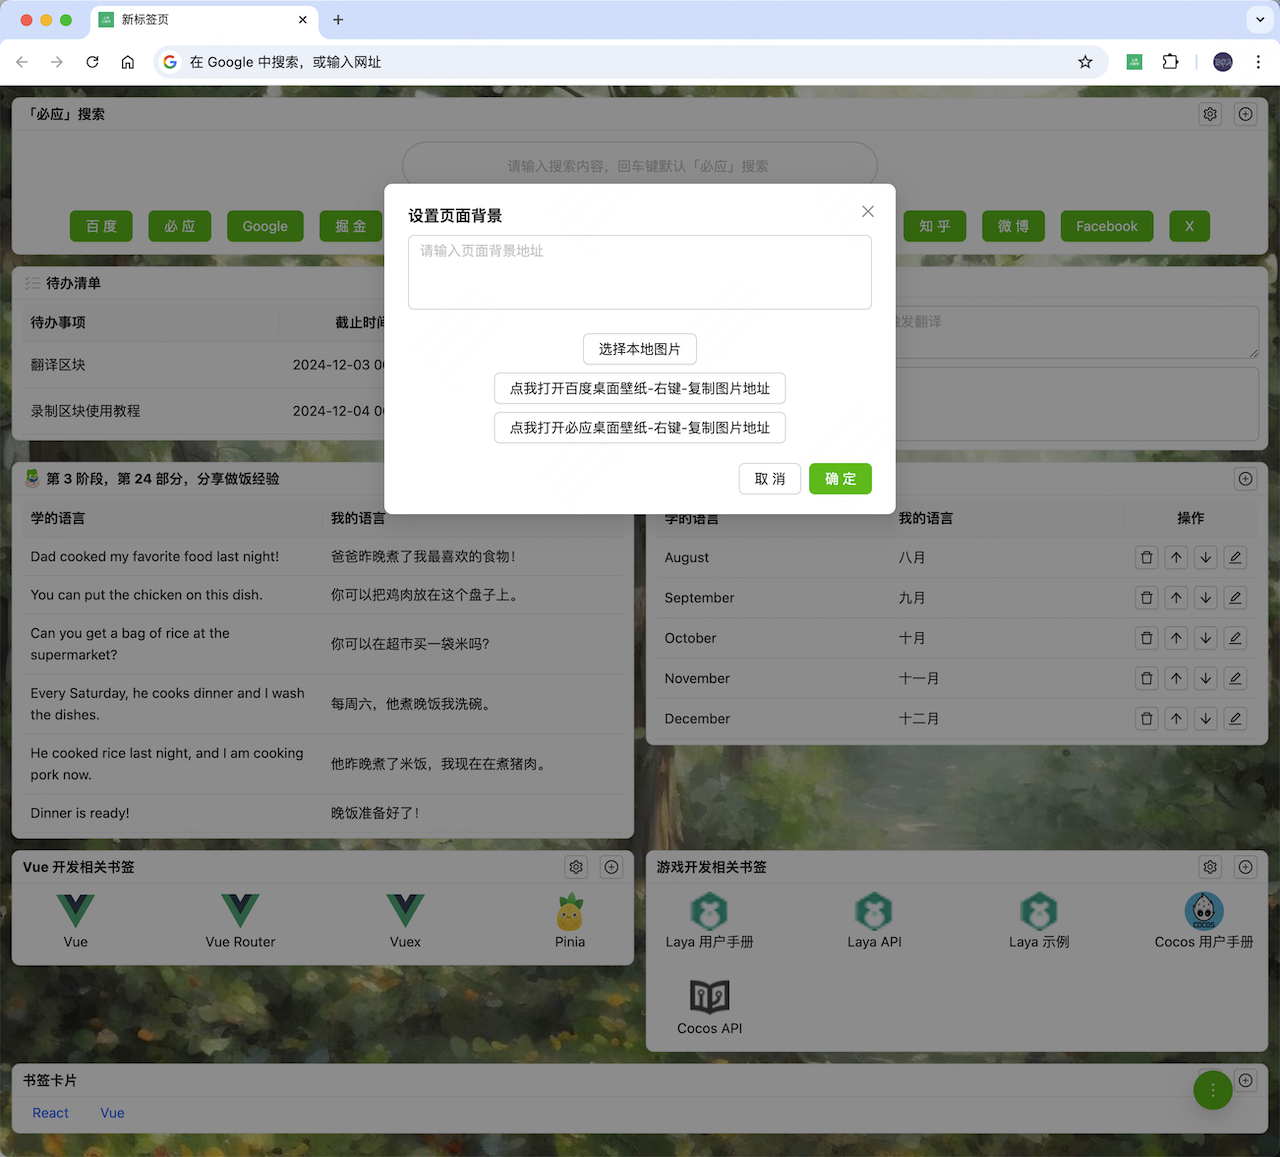 新标签页
在 Google 中搜索，或输入网址
「必应」搜索
请输入搜索内容，回车键默认「必应」搜索
百 度
必 应
Google
掘 金
知 乎
微 博
Facebook
X
设置页面背景
请输入页面背景地址
选择本地图片
点我打开百度桌面壁纸-右键-复制图片地址
点我打开必应桌面壁纸-右键-复制图片地址
取 消
确 定
待办清单
待办事项 截止时间
翻译区块 2024-12-03
录制区块使用教程 2024-12-04
发翻译
第 3 阶段，第 24 部分，分享做饭经验
学的语言 我的语言
Dad cooked my favorite food last night! 爸爸昨晚煮了我最喜欢的食物！
You can put the chicken on this dish. 你可以把鸡肉放在这个盘子上。
Can you get a bag of rice at the
supermarket?
你可以在超市买一袋米吗？
Every Saturday, he cooks dinner and I wash
the dishes.
每周六，他煮晚饭我洗碗。
He cooked rice last night, and I am cooking
pork now.
他昨晚煮了米饭，我现在在煮猪肉。
Dinner is ready! 晚饭准备好了！
学的语言 我的语言 操作
August 八月
September 九月
October 十月
November 十一月
December 十二月
Vue 开发相关书签
Vue
Vue Router
Vuex
Pinia
游戏开发相关书签
Laya 用户手册
Laya API
Laya 示例
COCOS
Cocos 用户手册
Cocos API
书签卡片
React Vue